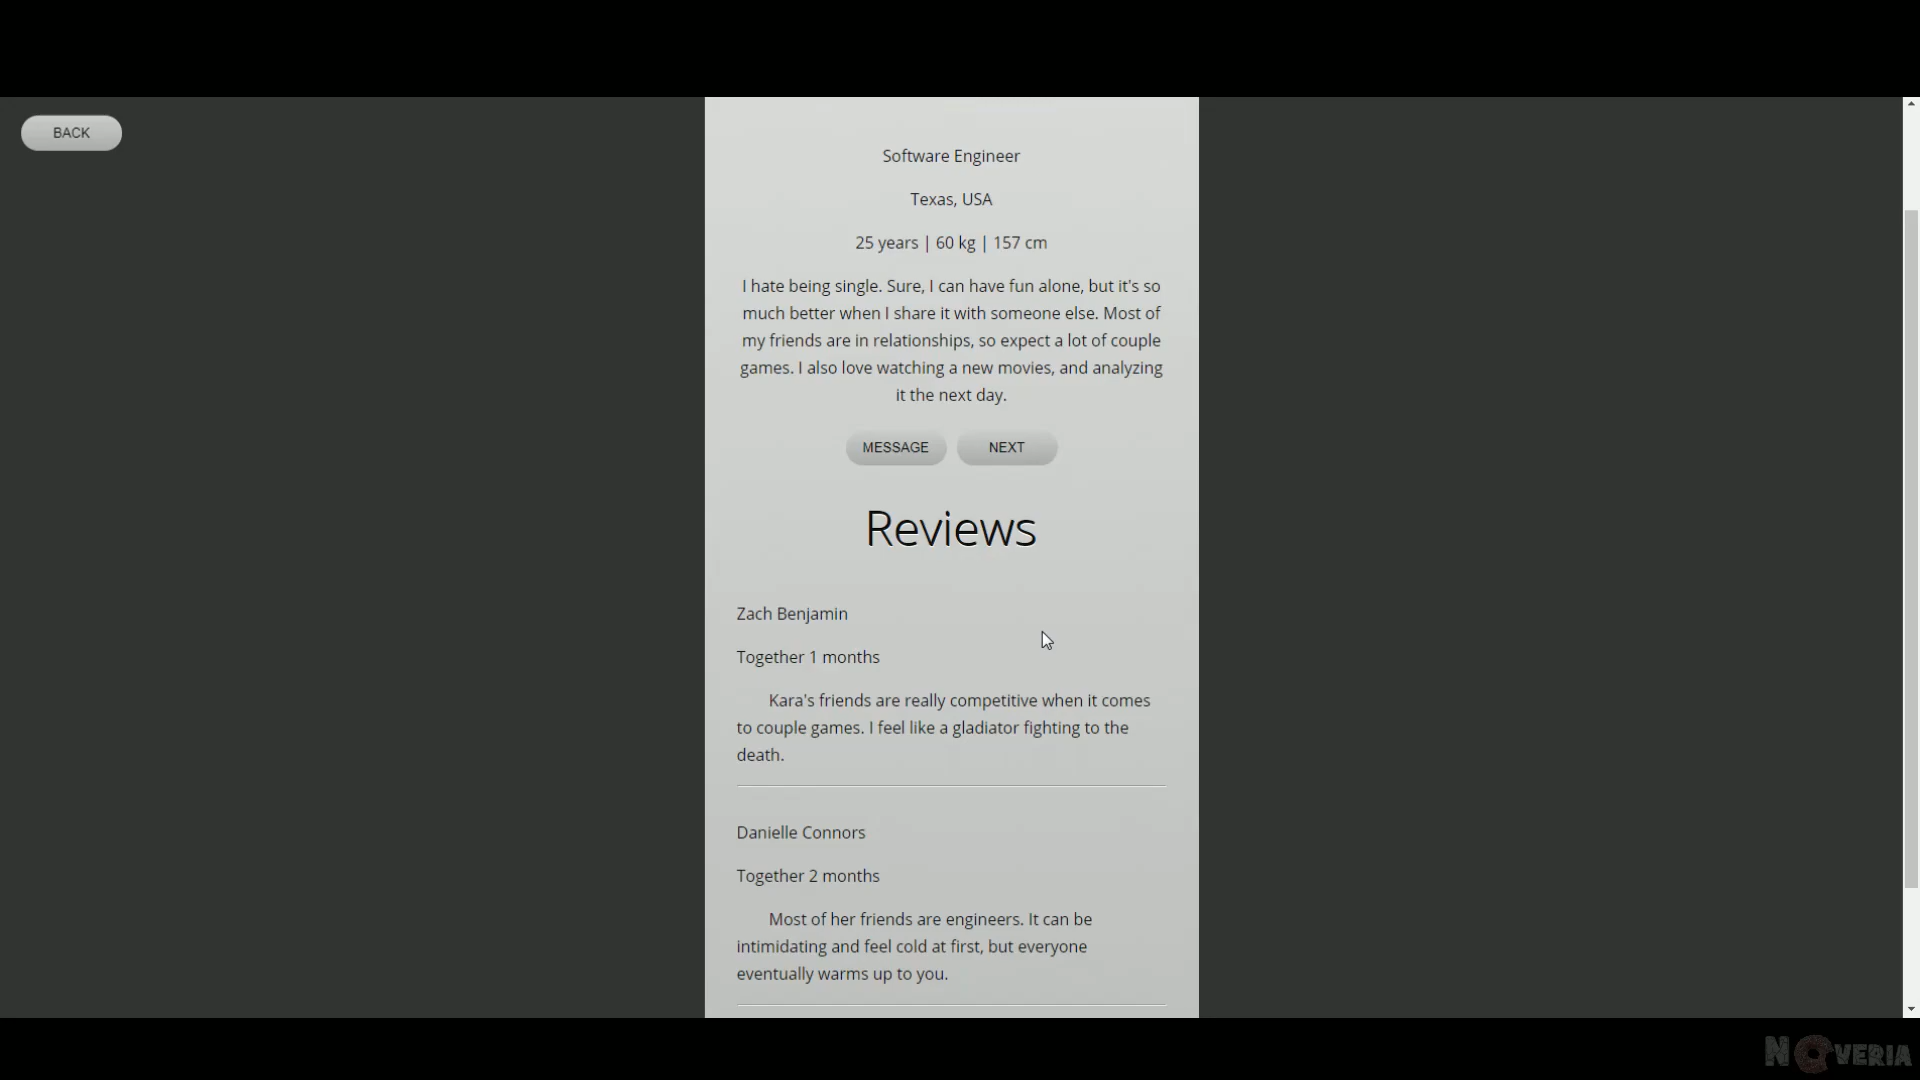 BACK
Software Engineer
Texas, USA
25 years | 60 kg | 157 cm
I hate being single. Sure, I can have fun alone, but it's so
much better when I share it with someone else. Most of
my friends are in relationships, so expect a lot of couple
games. I also love watching a new movies, and analyzing
it the next day.
MESSAGE NEXT
Reviews
Zach Benjamin
Together 1 months
Kara's friends are really competitive when it comes
to couple games. I feel like a gladiator fighting to the
death.
Danielle Connors
Together 2 months
Most of her friends are engineers. It can be
intimidating and feel cold at first, but everyone
eventually warms up to you.
NOVERIA